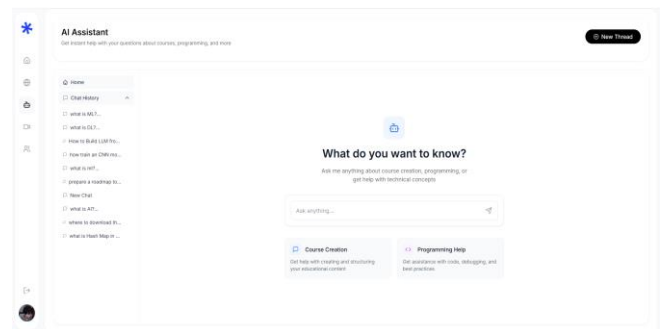 AI Assistant
Get instant help with your questions about courses, programming, and more
New Thread
Home
Chat History
what is ML?...
what is DL?...
How to Build LLM fro...
how train an CNN mo...
what is ml?...
prepare a roadmap to...
New Chat
what is AI?...
where to download th...
what is Hash Map in ...
What do you want to know?
Ask me anything about course creation, programming, or
get help with technical concepts
Ask anything...
Course Creation
Get help with creating and structuring
your educational content
Programming Help
Get assistance with code, debugging, and
best practices